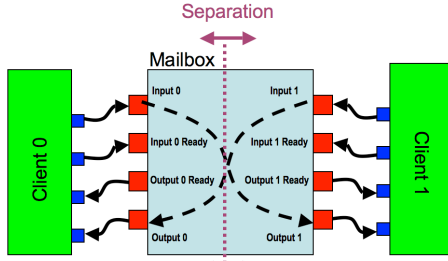 Separation
Mailbox
Client 0
Input 0
Input 0 Ready
Output 0 Ready
Output 0
Input 1
Input 1 Ready
Output 1 Ready
Output 1
Client 1